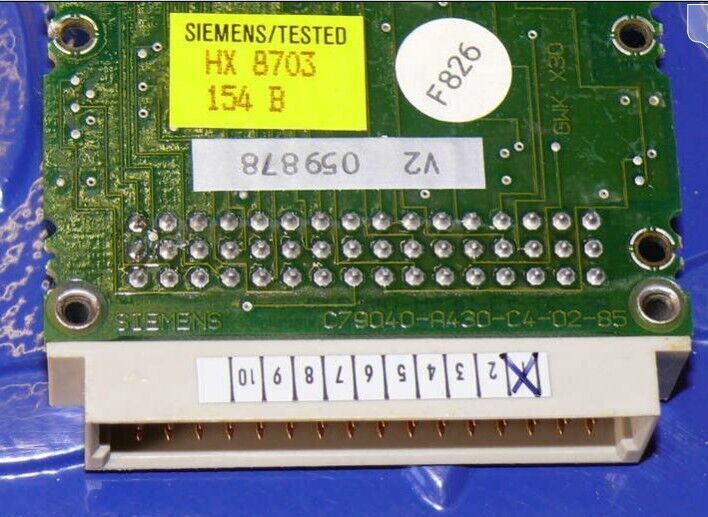 SIEMENS/TESTED
HX 8703
154 B
F826
GWK X30
V2 059878
SIEMENS C79040-A430-C4-02-85
1 2 3 4 5 6 7 8 9 10